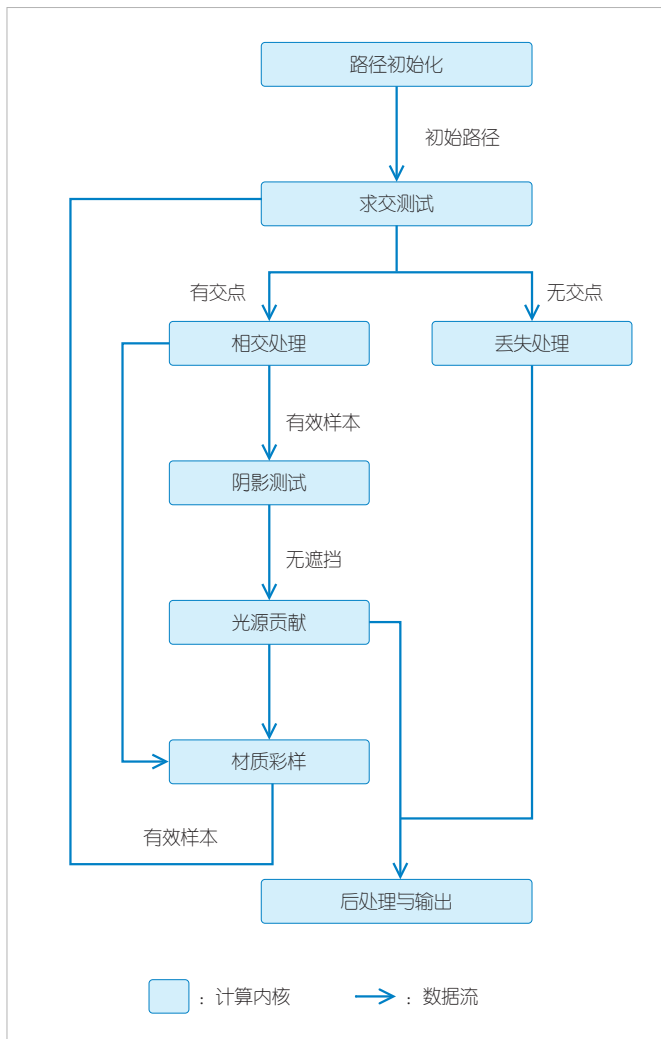 路径初始化
初始路径
求交测试
有交点
无交点
相交处理
丢失处理
有效样本
阴影测试
无遮挡
光源贡献
材质彩样
有效样本
后处理与输出
：计算内核
：数据流